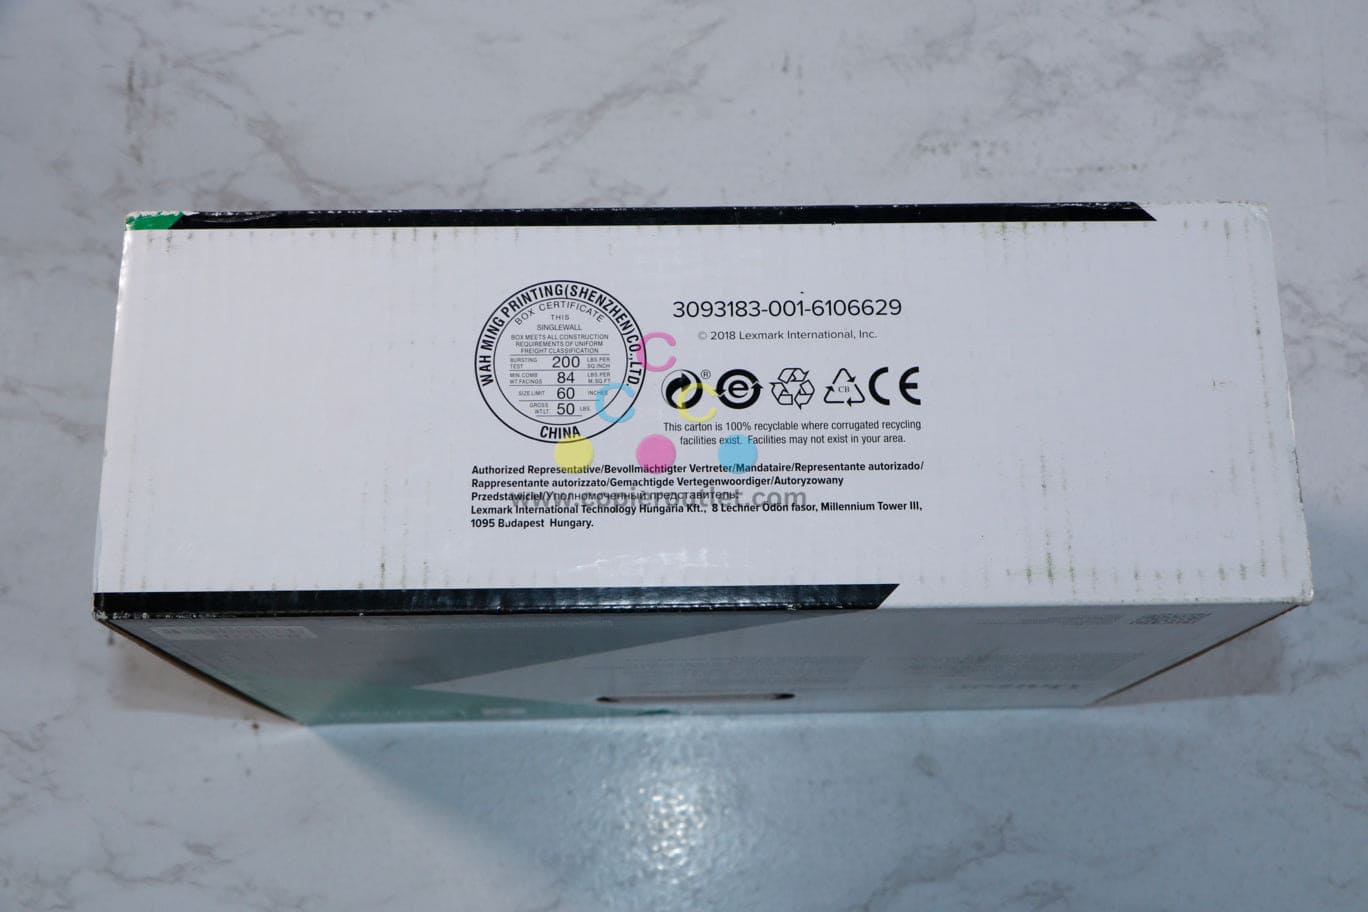 WAH MING PRINTING(SHENZHEN)CO.,LTD
BOX CERTIFICATE
THIS
SINGLEWALL
BOX MEETS ALL CONSTRUCTION
REQUIREMENTS OF UNIFORM
FREIGHT CLASSIFICATION
BURSTING TEST 200 LBS PER SQ.INCH
MIN.COMB WT.FACINGS 84 LBS.PER M.SQ.FT.
SIZE LIMIT 60 INCHES
GROSS WT.LT. 50 LBS.
CHINA
3093183-001-6106629
© 2018 Lexmark International, Inc.
®
e
CB
CE
This carton is 100% recyclable where corrugated recycling
facilities exist. Facilities may not exist in your area.
Authorized Representative/Bevollmächtigter Vertreter/Mandataire/Representante autorizado/
Rappresentante autorizzato/Gemachtigde Vertegenwoordiger/Autoryzowany
Przedstawiciel/Уполномоченный представитель:
Lexmark International Technology Hungária Kft., 8 Lechner Ödön fasor, Millennium Tower III,
1095 Budapest Hungary.
C
C C
www.copieroutlet.com